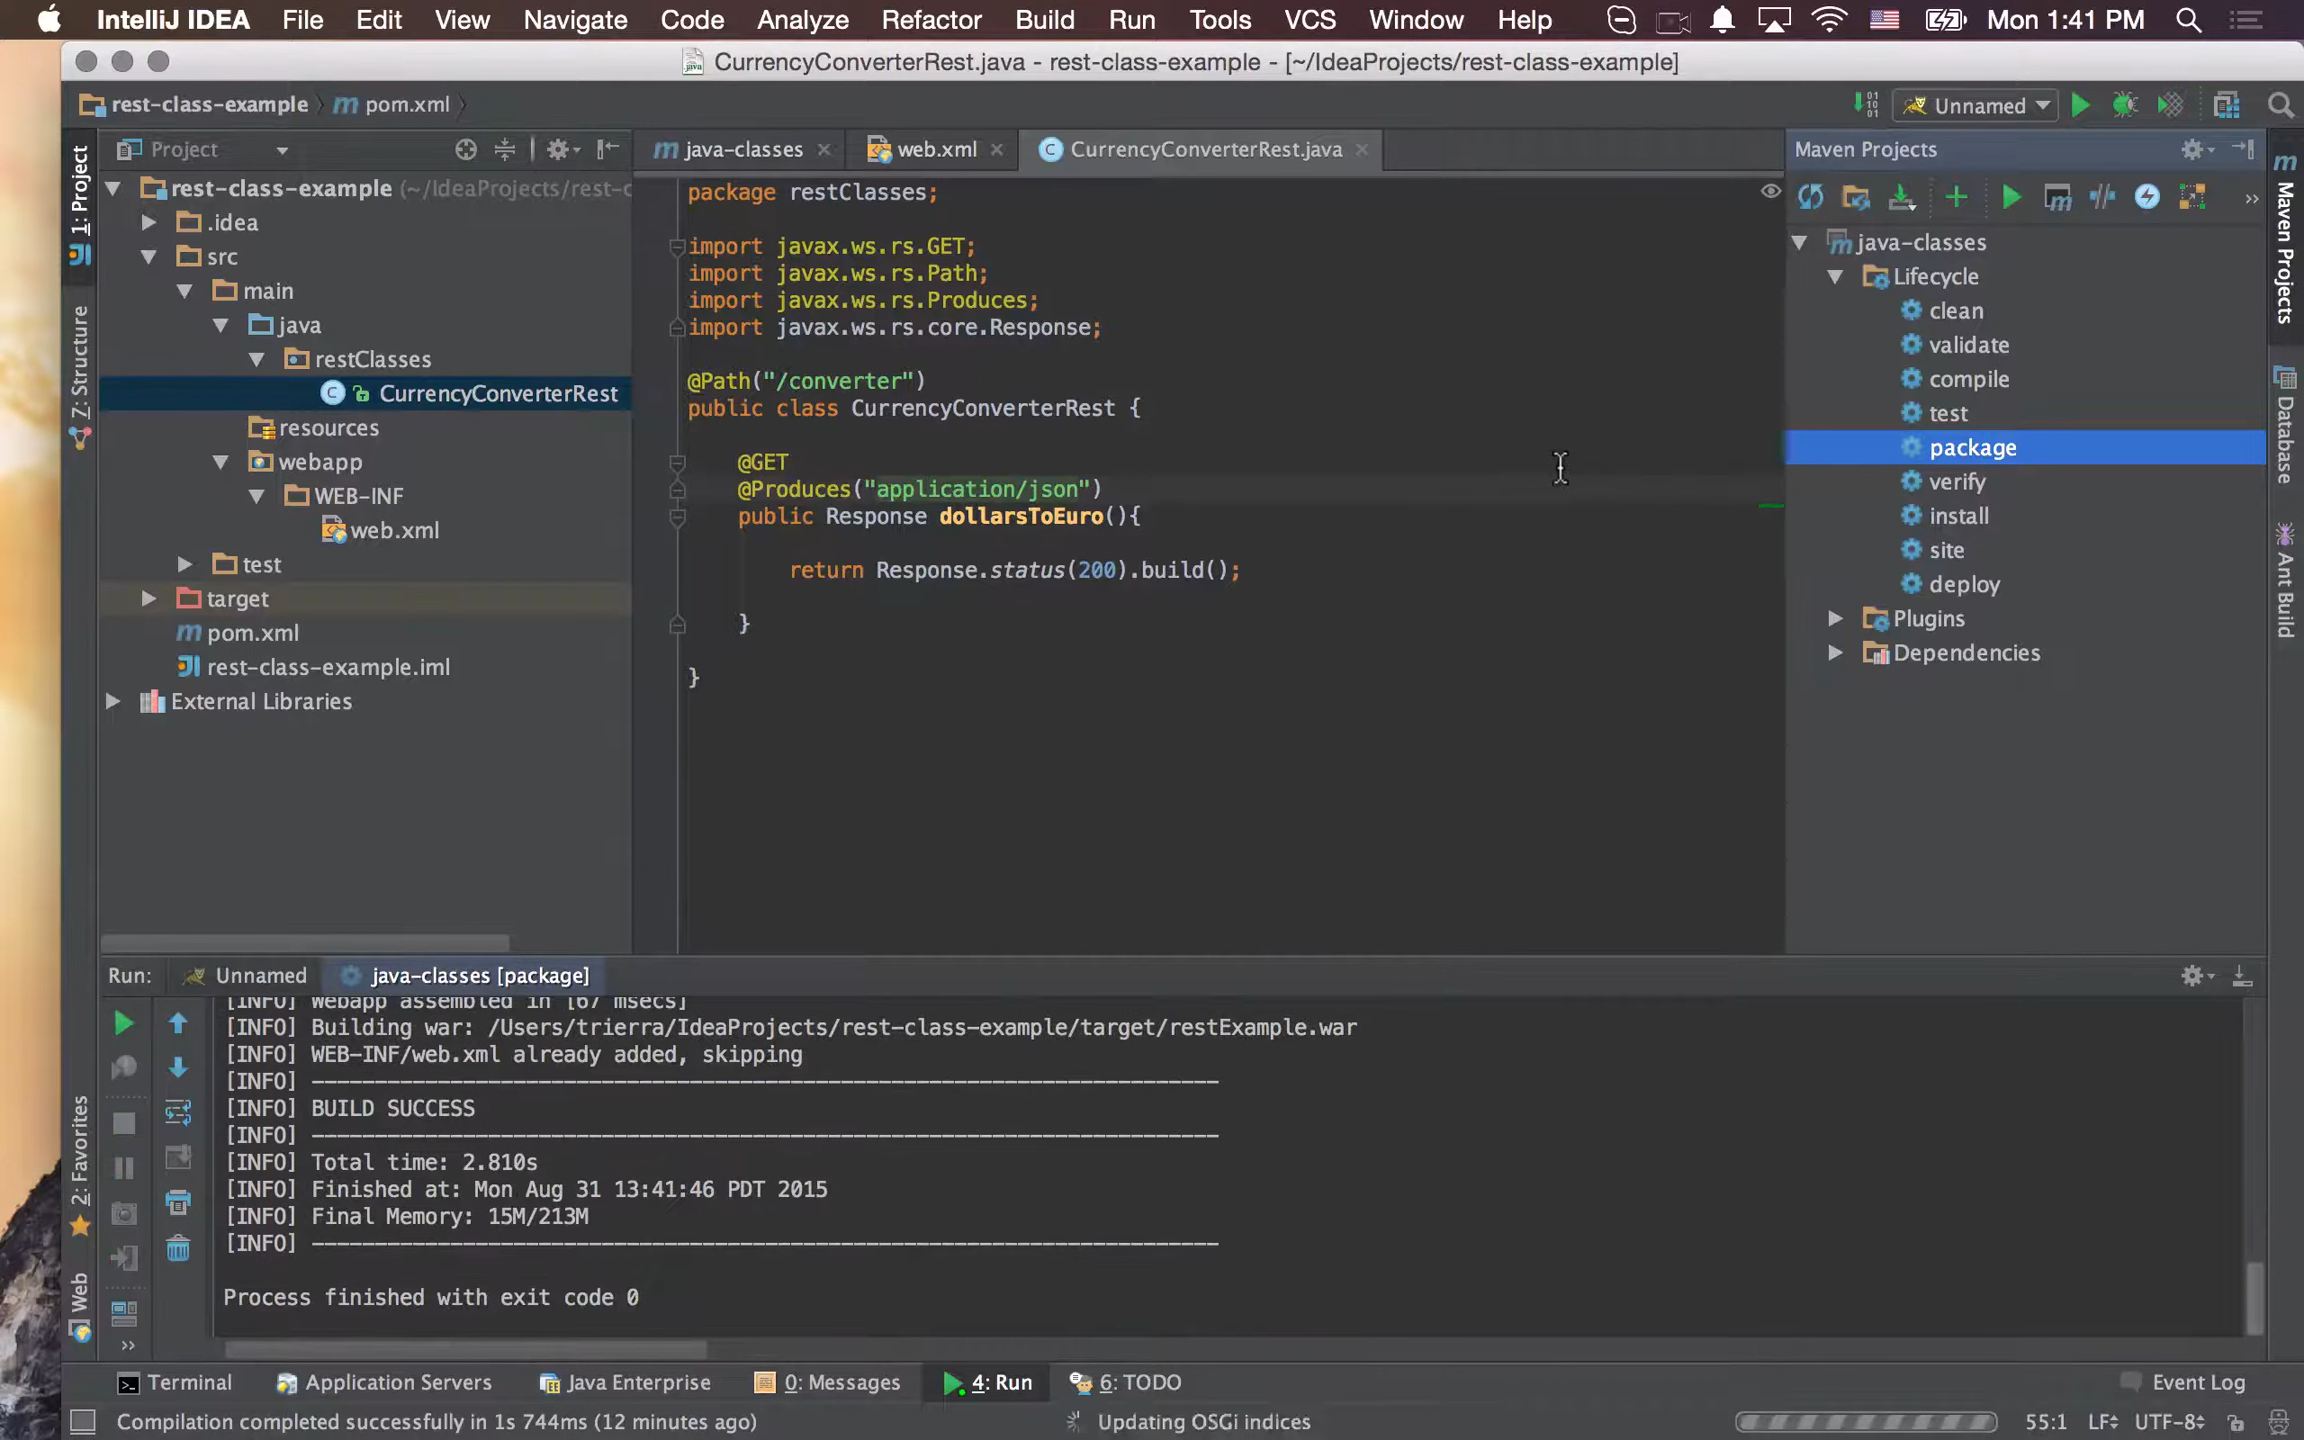 IntelliJ IDEA File Edit View Navigate Code Analyze Refactor Build Run Tools VCS Window Help Mon 1:41 PM
CurrencyConverterRest.java - rest-class-example - [~/IdeaProjects/rest-class-example]
rest-class-example pom.xml Unnamed
Project
java-classes web.xml CurrencyConverterRest.java
Maven Projects
1: Project
Z: Structure
2: Favorites
Web
rest-class-example (~/IdeaProjects/rest-c
.idea
src
main
java
restClasses
CurrencyConverterRest
resources
webapp
WEB-INF
web.xml
test
target
pom.xml
rest-class-example.iml
External Libraries
package restClasses;
import javax.ws.rs.GET;
import javax.ws.rs.Path;
import javax.ws.rs.Produces;
import javax.ws.rs.core.Response;
@Path("/converter")
public class CurrencyConverterRest {
@GET
@Produces("application/json")
public Response dollarsToEuro(){
return Response.status(200).build();
}
}
java-classes
Lifecycle
clean
validate
compile
test
package
verify
install
site
deploy
Plugins
Dependencies
Maven Projects
Database
Ant Build
Run: Unnamed java-classes [package]
[INFO] Webapp assembled in [67 msecs]
[INFO] Building war: /Users/trierra/IdeaProjects/rest-class-example/target/restExample.war
[INFO] WEB-INF/web.xml already added, skipping
[INFO] ------------------------------------------------------------------------
[INFO] BUILD SUCCESS
[INFO] ------------------------------------------------------------------------
[INFO] Total time: 2.810s
[INFO] Finished at: Mon Aug 31 13:41:46 PDT 2015
[INFO] Final Memory: 15M/213M
[INFO] ------------------------------------------------------------------------
Process finished with exit code 0
Terminal Application Servers Java Enterprise 0: Messages 4: Run 6: TODO Event Log
Compilation completed successfully in 1s 744ms (12 minutes ago) Updating OSGi indices 55:1 LF UTF-8